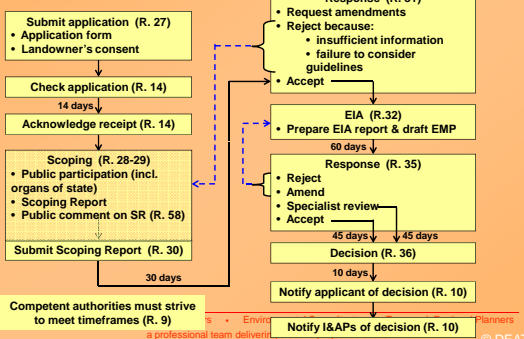 Submit application (R. 27)
• Application form
• Landowner's consent
Check application (R. 14)
14 days
Acknowledge receipt (R. 14)
Scoping (R. 28-29)
• Public participation (incl.
organs of state)
• Scoping Report
• Public comment on SR (R. 58)
Submit Scoping Report (R. 30)
30 days
Competent authorities must strive
to meet timeframes (R. 9)
• Request amendments
• Reject because:
• insufficient information
• failure to consider
guidelines
• Accept
EIA (R.32)
• Prepare EIA report & draft EMP
60 days
Response (R. 35)
• Reject
• Amend
• Specialist review
• Accept
45 days
45 days
Decision (R. 36)
10 days
Notify applicant of decision (R. 10)
Planners
Notify I&APs of decision (R. 10)
a professional team